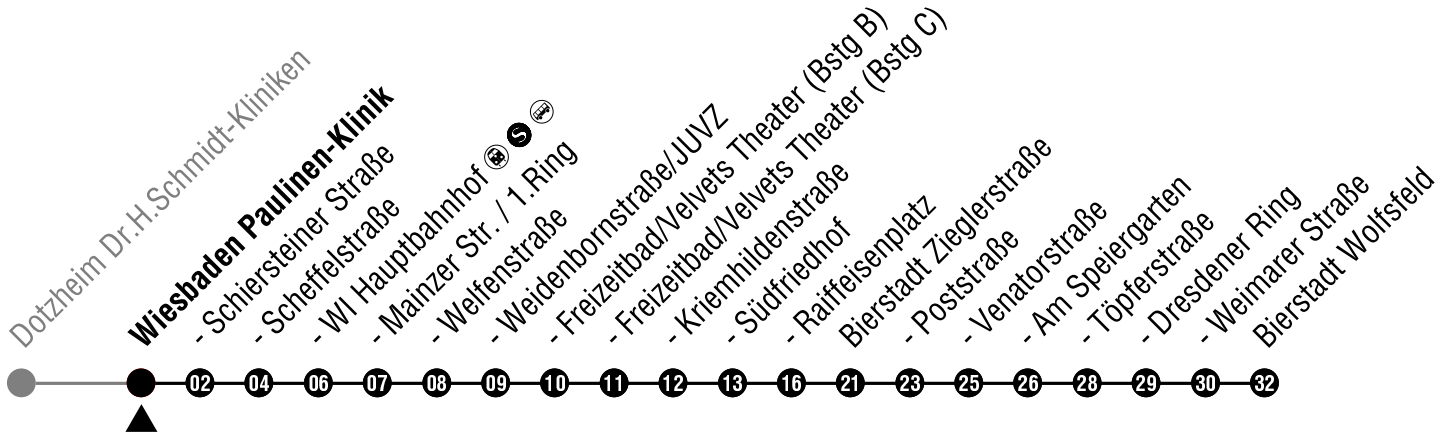 Dotzheim Dr.H.Schmidt-Kliniken
Wiesbaden Paulinen-Klinik
- Schiersteiner Straße
- Scheffelstraße
- WI Hauptbahnhof S
- Mainzer Str. / 1.Ring
- Welfenstraße
- Weidenbornstraße/JUVZ
- Freizeitbad/Velvets Theater (Bstg B)
- Freizeitbad/Velvets Theater (Bstg C)
- Kriemhildenstraße
- Südfriedhof
- Raiffeisenplatz
Bierstadt Zieglerstraße
- Poststraße
- Venatorstraße
- Am Speiergarten
- Töpferstraße
- Dresdener Ring
- Weimarer Straße
Bierstadt Wolfsfeld
02 04 06 07 08 09 10 11 12 13 16 21 23 25 26 28 29 30 32